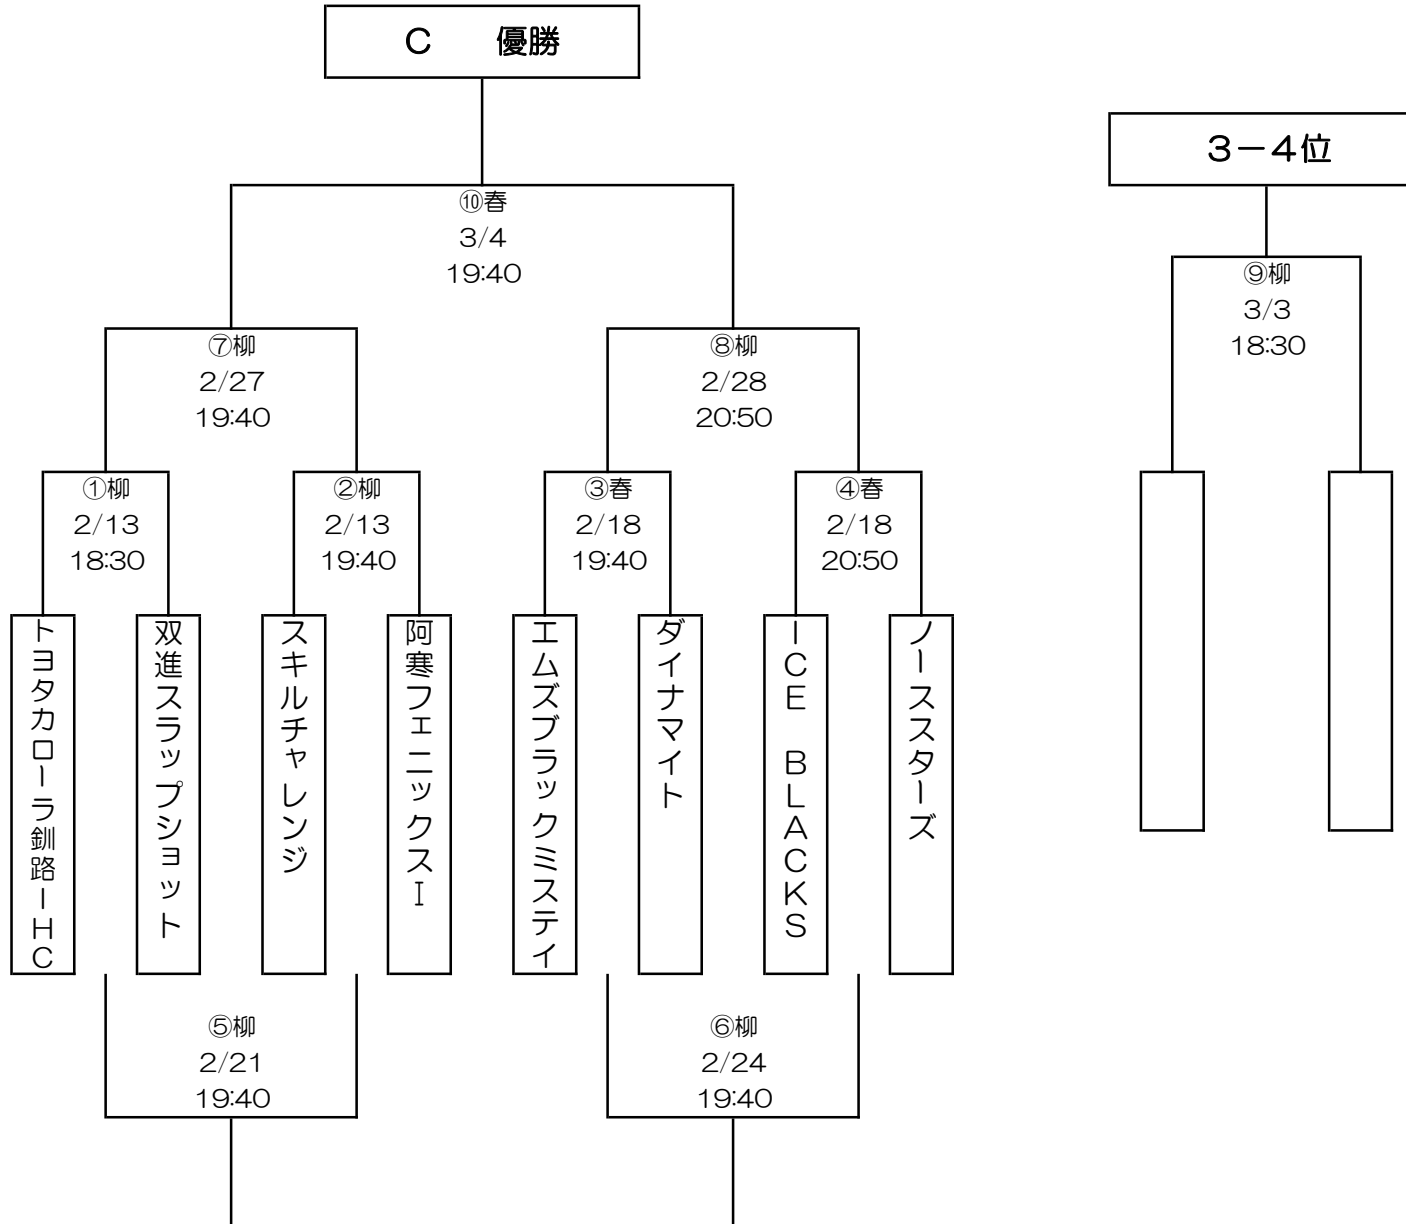 C　優勝
3－4位
⑩春
3/4
19:40
⑨柳
3/3
18:30
⑦柳
2/27
19:40
⑧柳
2/28
20:50
①柳
2/13
18:30
②柳
2/13
19:40
③春
2/18
19:40
④春
2/18
20:50
トヨタカローラ釧路IHC
双進スラップショット
スキルチャレンジ
阿寒フェニックスI
エムズブラックミスティ
ダイナマイト
ICE BLACKS
ノーススターズ
⑤柳
2/21
19:40
⑥柳
2/24
19:40